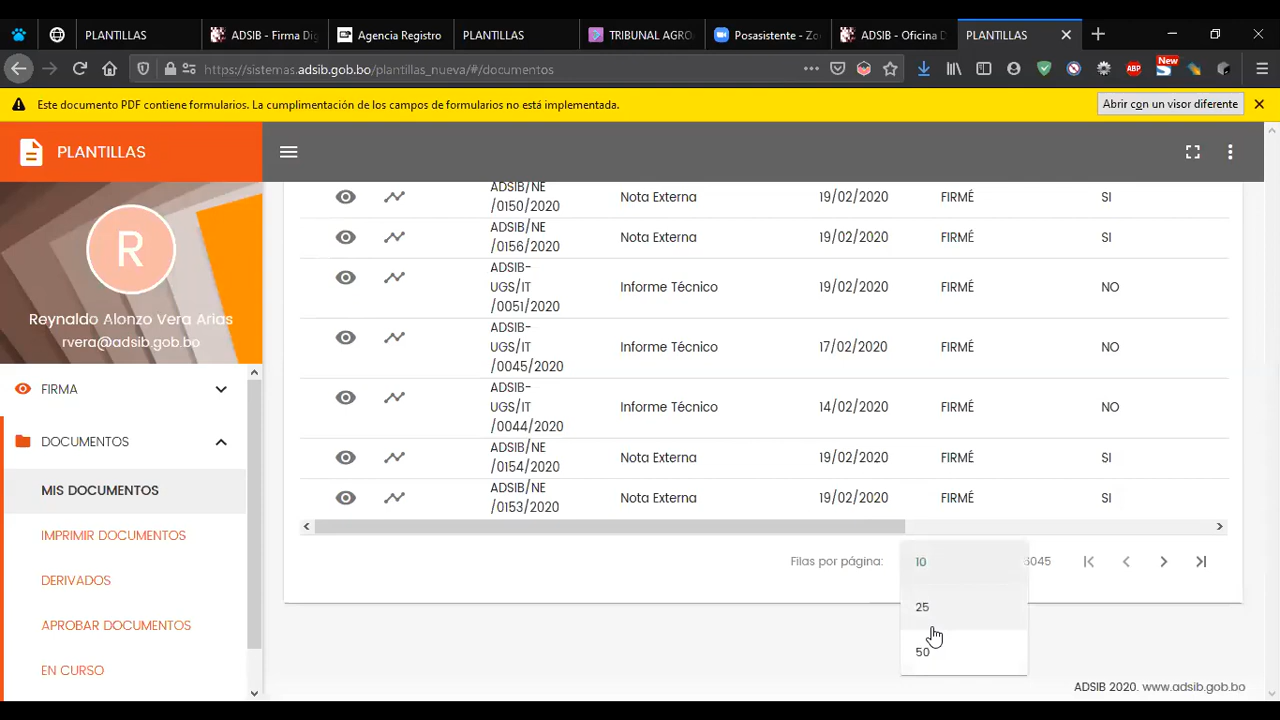 PLANTILLAS
ADSIB - Firma Dig
Agencia Registro
PLANTILLAS
TRIBUNAL AGRO
Posasistente - Zo
ADSIB - Oficina D
PLANTILLAS
https://sistemas.adsib.gob.bo/plantillas_nueva/#/documentos
ABP
New
S
Este documento PDF contiene formularios. La cumplimentación de los campos de formularios no está implementada.
Abrir con un visor diferente
PLANTILLAS
R
Reynaldo Alonzo Vera Arias
rvera@adsib.gob.bo
FIRMA
DOCUMENTOS
MIS DOCUMENTOS
IMPRIMIR DOCUMENTOS
DERIVADOS
APROBAR DOCUMENTOS
EN CURSO
ADSIB/NE
/0150/2020 Nota Externa 19/02/2020 FIRMÉ SI
ADSIB/NE
/0156/2020 Nota Externa 19/02/2020 FIRMÉ SI
ADSIB-
UGS/IT Informe Técnico 19/02/2020 FIRMÉ NO
/0051/2020
ADSIB-
UGS/IT Informe Técnico 17/02/2020 FIRMÉ NO
/0045/2020
ADSIB-
UGS/IT Informe Técnico 14/02/2020 FIRMÉ NO
/0044/2020
ADSIB/NE
/0154/2020 Nota Externa 19/02/2020 FIRMÉ SI
ADSIB/NE
/0153/2020 Nota Externa 19/02/2020 FIRMÉ SI
Filas por página: 10
25
50
ADSIB 2020. www.adsib.gob.bo